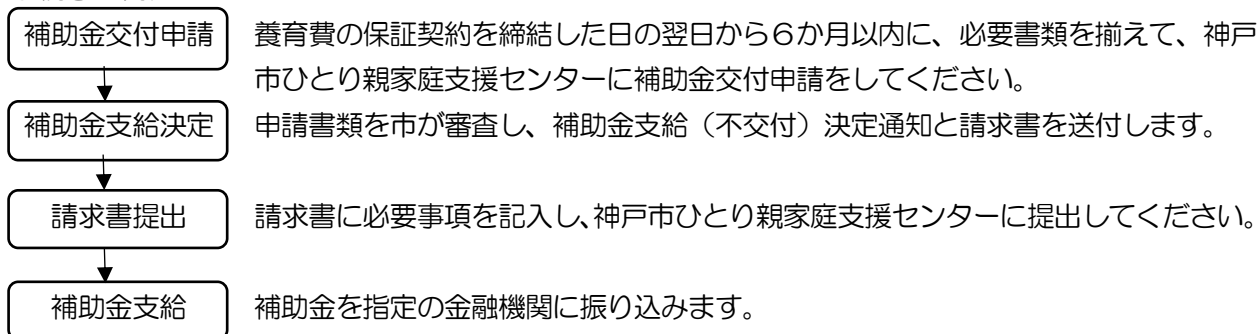 補助金交付申請
養育費の保証契約を締結した日の翌日から６か月以内に、必要書類を揃えて、神戸
市ひとり親家庭支援センターに補助金交付申請をしてください。
補助金支給決定
申請書類を市が審査し、補助金支給（不交付）決定通知と請求書を送付します。
請求書提出
請求書に必要事項を記入し、神戸市ひとり親家庭支援センターに提出してください。
補助金支給
補助金を指定の金融機関に振り込みます。